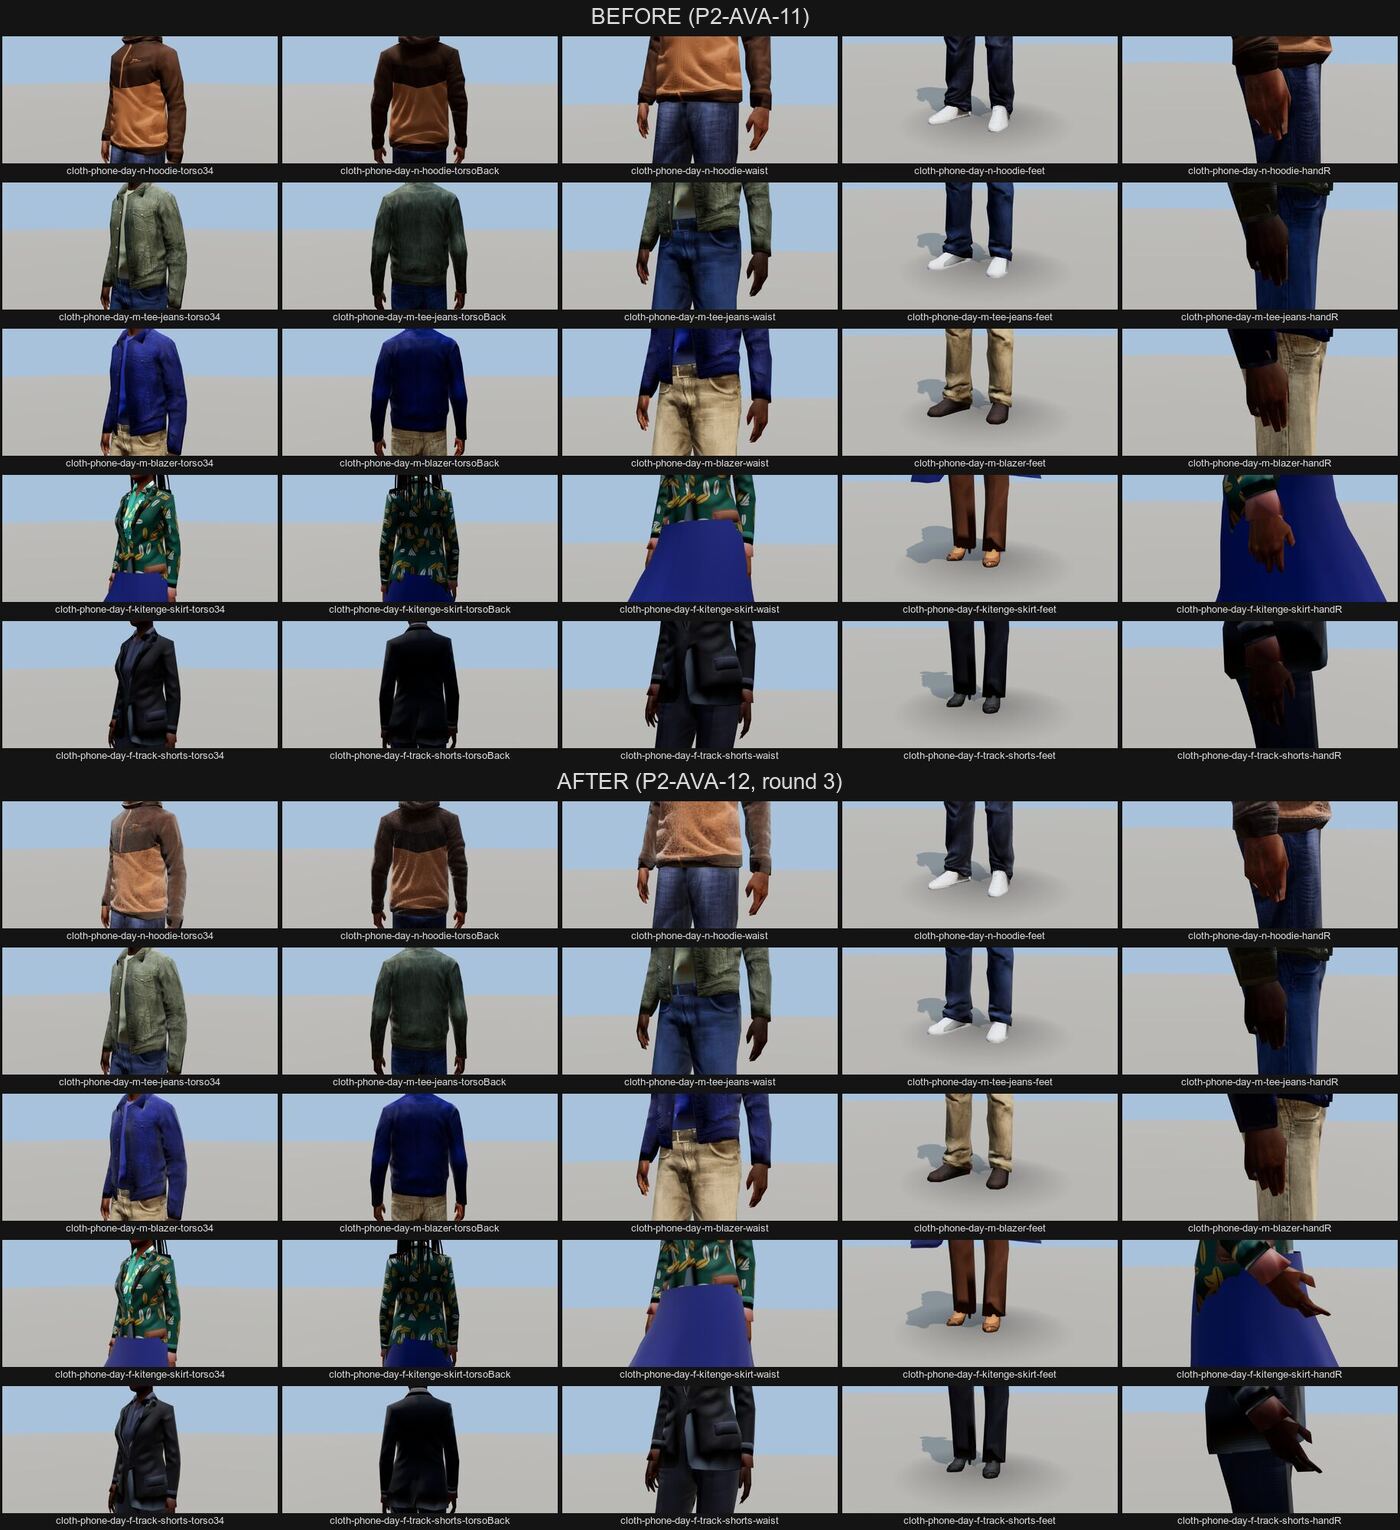 BEFORE (P2-AVA-11)
cloth-phone-day-n-hoodie-torso34
cloth-phone-day-n-hoodie-torsoBack
cloth-phone-day-n-hoodie-waist
cloth-phone-day-n-hoodie-feet
cloth-phone-day-n-hoodie-handR
cloth-phone-day-m-tee-jeans-torso34
cloth-phone-day-m-tee-jeans-torsoBack
cloth-phone-day-m-tee-jeans-waist
cloth-phone-day-m-tee-jeans-feet
cloth-phone-day-m-tee-jeans-handR
cloth-phone-day-m-blazer-torso34
cloth-phone-day-m-blazer-torsoBack
cloth-phone-day-m-blazer-waist
cloth-phone-day-m-blazer-feet
cloth-phone-day-m-blazer-handR
cloth-phone-day-f-kitenge-skirt-torso34
cloth-phone-day-f-kitenge-skirt-torsoBack
cloth-phone-day-f-kitenge-skirt-waist
cloth-phone-day-f-kitenge-skirt-feet
cloth-phone-day-f-kitenge-skirt-handR
cloth-phone-day-f-track-shorts-torso34
cloth-phone-day-f-track-shorts-torsoBack
cloth-phone-day-f-track-shorts-waist
cloth-phone-day-f-track-shorts-feet
cloth-phone-day-f-track-shorts-handR
AFTER (P2-AVA-12, round 3)
cloth-phone-day-n-hoodie-torso34
cloth-phone-day-n-hoodie-torsoBack
cloth-phone-day-n-hoodie-waist
cloth-phone-day-n-hoodie-feet
cloth-phone-day-n-hoodie-handR
cloth-phone-day-m-tee-jeans-torso34
cloth-phone-day-m-tee-jeans-torsoBack
cloth-phone-day-m-tee-jeans-waist
cloth-phone-day-m-tee-jeans-feet
cloth-phone-day-m-tee-jeans-handR
cloth-phone-day-m-blazer-torso34
cloth-phone-day-m-blazer-torsoBack
cloth-phone-day-m-blazer-waist
cloth-phone-day-m-blazer-feet
cloth-phone-day-m-blazer-handR
cloth-phone-day-f-kitenge-skirt-torso34
cloth-phone-day-f-kitenge-skirt-torsoBack
cloth-phone-day-f-kitenge-skirt-waist
cloth-phone-day-f-kitenge-skirt-feet
cloth-phone-day-f-kitenge-skirt-handR
cloth-phone-day-f-track-shorts-torso34
cloth-phone-day-f-track-shorts-torsoBack
cloth-phone-day-f-track-shorts-waist
cloth-phone-day-f-track-shorts-feet
cloth-phone-day-f-track-shorts-handR